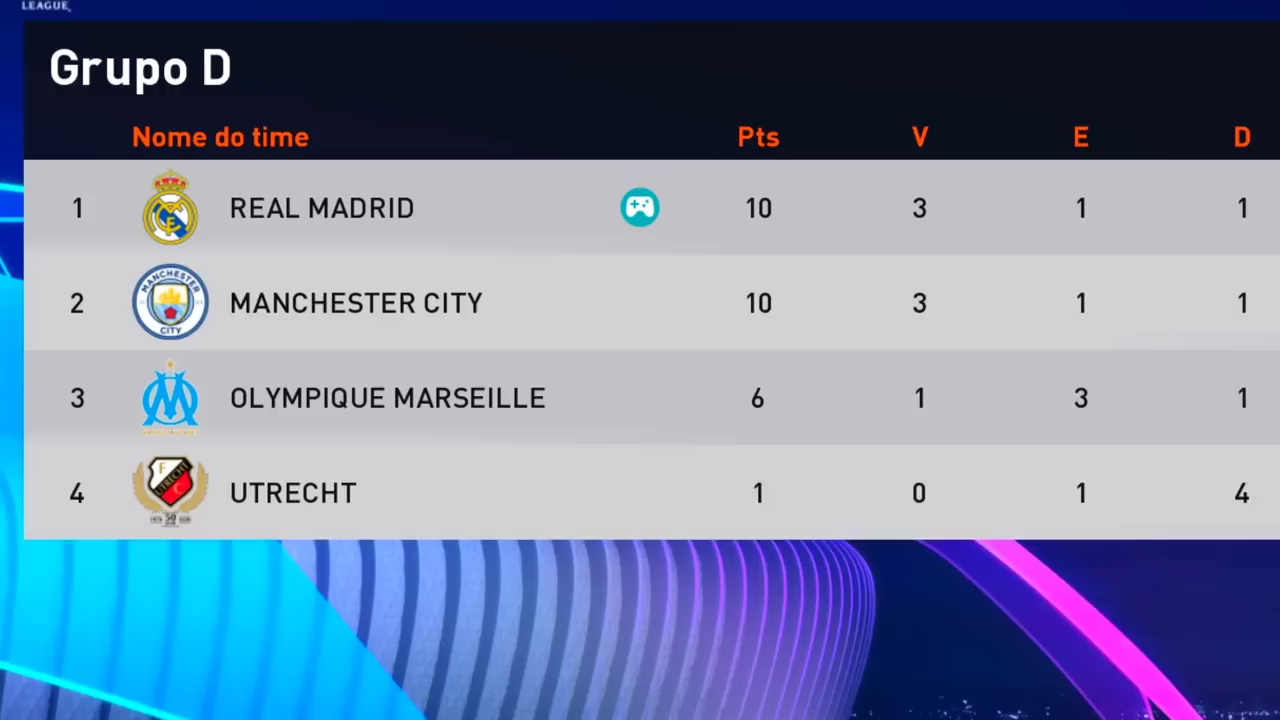 LEAGUE
Grupo D
Nome do time Pts V E D
1 REAL MADRID 10 3 1 1
2 MANCHESTER CITY 10 3 1 1
3 OLYMPIQUE MARSEILLE 6 1 3 1
4 UTRECHT 1 0 1 4